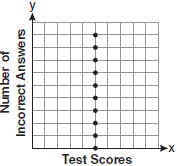 y
Number of
Incorrect Answers
x
Test Scores